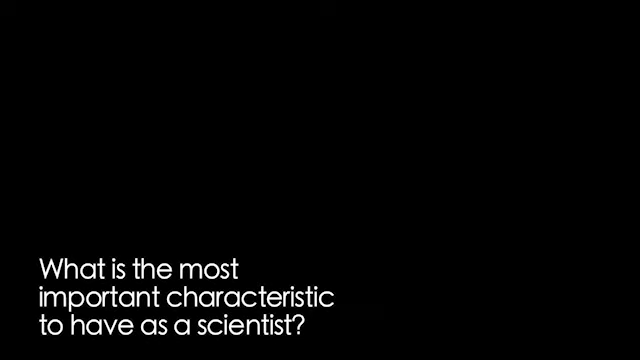 What is the most
important characteristic
to have as a scientist?